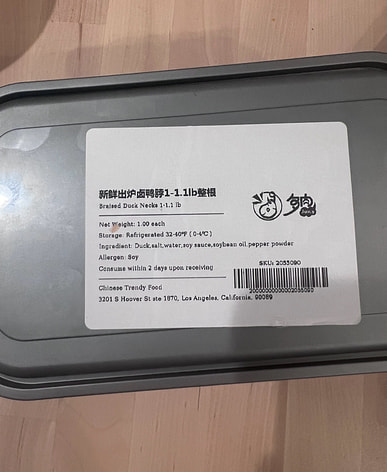 新鲜出炉卤鸭脖1-1.1lb整根
Braised Duck Necks 1-1.1 lb
Net Weight: 1.00 each
Storage: Refrigerated 32-40°F ( 0-4°C )
Ingredient: Duck,salt,water,soy sauce,soybean oil,pepper powder
Allergen: Soy
Consume within 2 days upon receiving
Chinese Trendy Food
3201 S Hoover St ste 1870, Los Angeles, California, 90089
SKU: 2055090